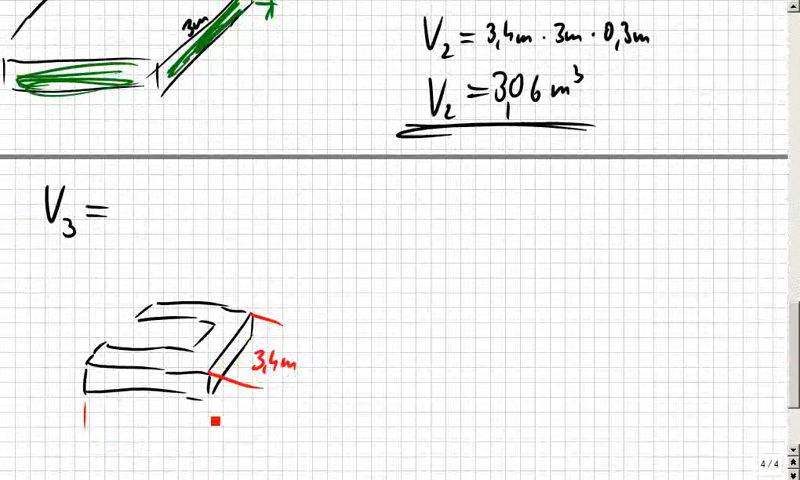 3m
V₂ = 3,4m · 3m · 0,3m
V₂ = 3,06 m³
V₃ =
3,4m
4/4